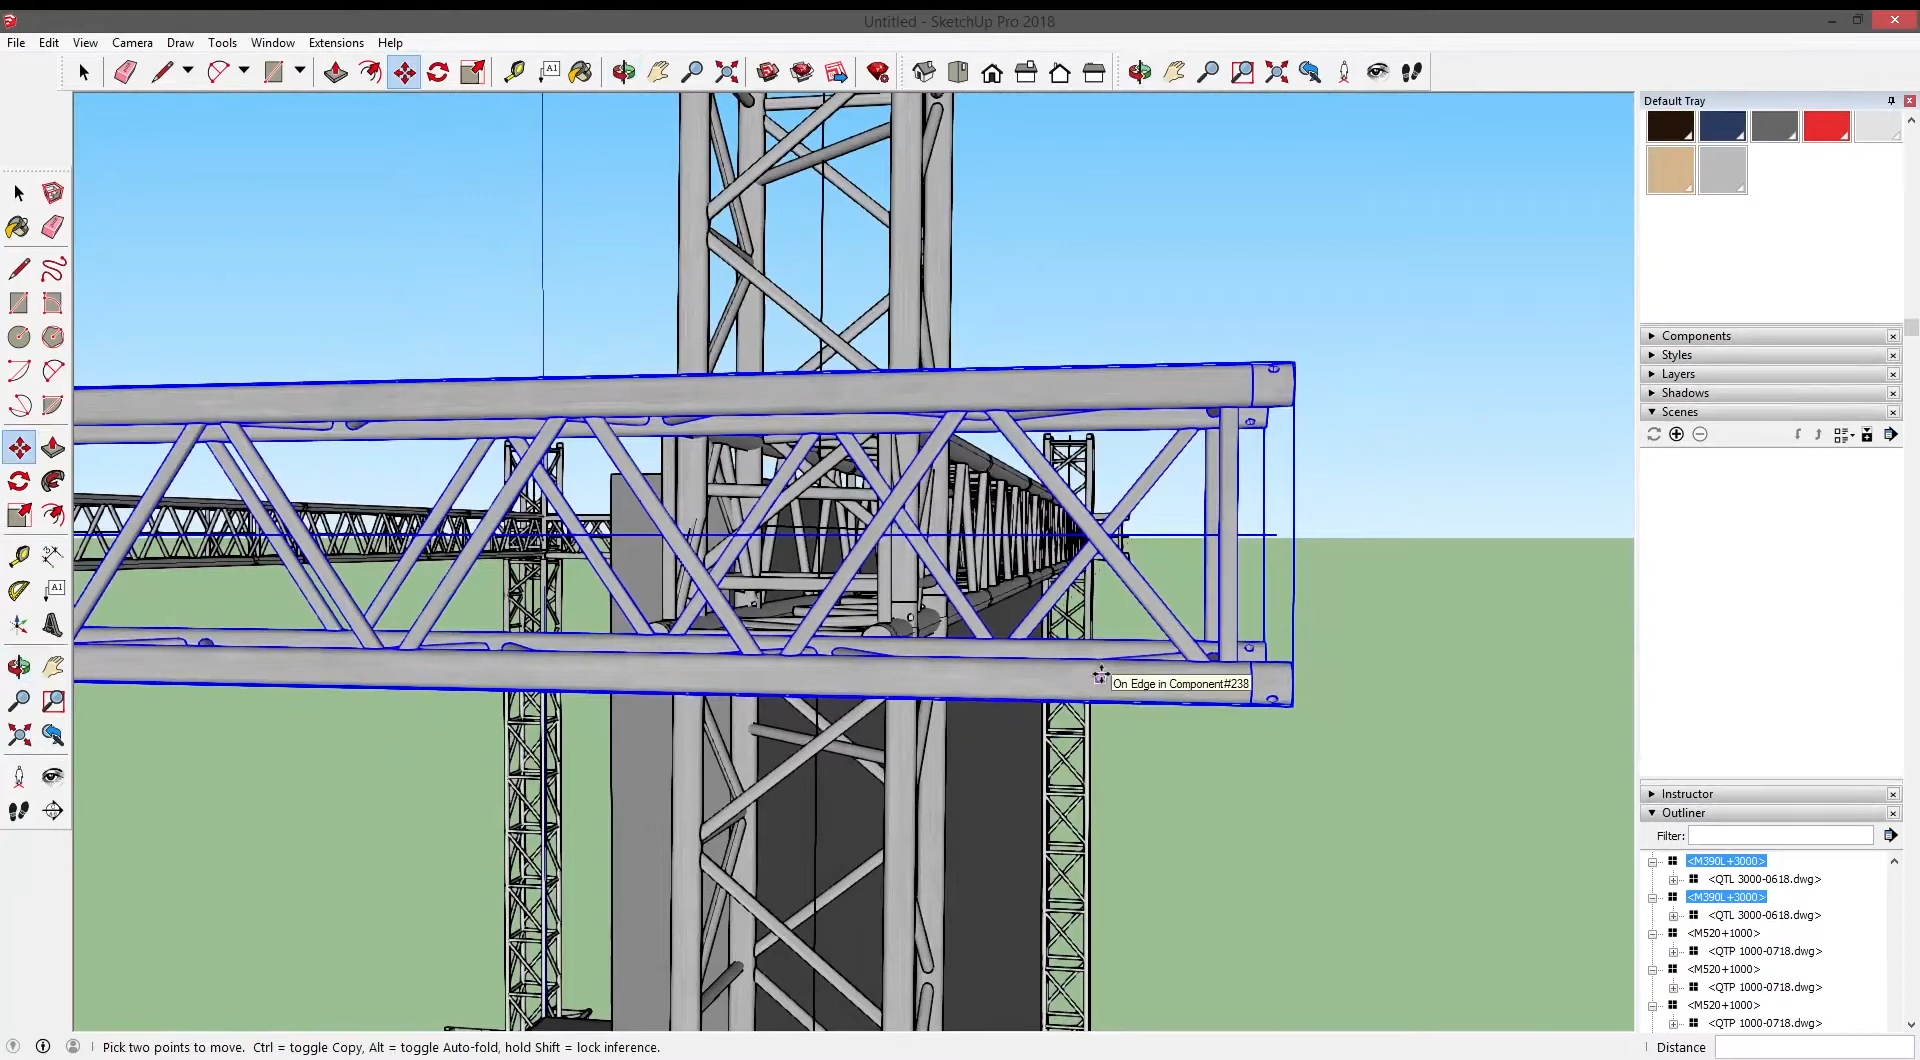 Untitled - SketchUp Pro 2018
File Edit View Camera Draw Tools Window Extensions Help
A1
Default Tray
Components
Styles
Layers
Shadows
Scenes
A1
On Edge in Component#238
Instructor
Outliner
Filter:
<M390L+3000>
<QTL 3000-0618.dwg>
<M390L+3000>
<QTL 3000-0618.dwg>
<M520+1000>
<QTP 1000-0718.dwg>
<M520+1000>
<QTP 1000-0718.dwg>
<M520+1000>
<QTP 1000-0718.dwg>
Pick two points to move. Ctrl = toggle Copy, Alt = toggle Auto-fold, hold Shift = lock inference.
Distance